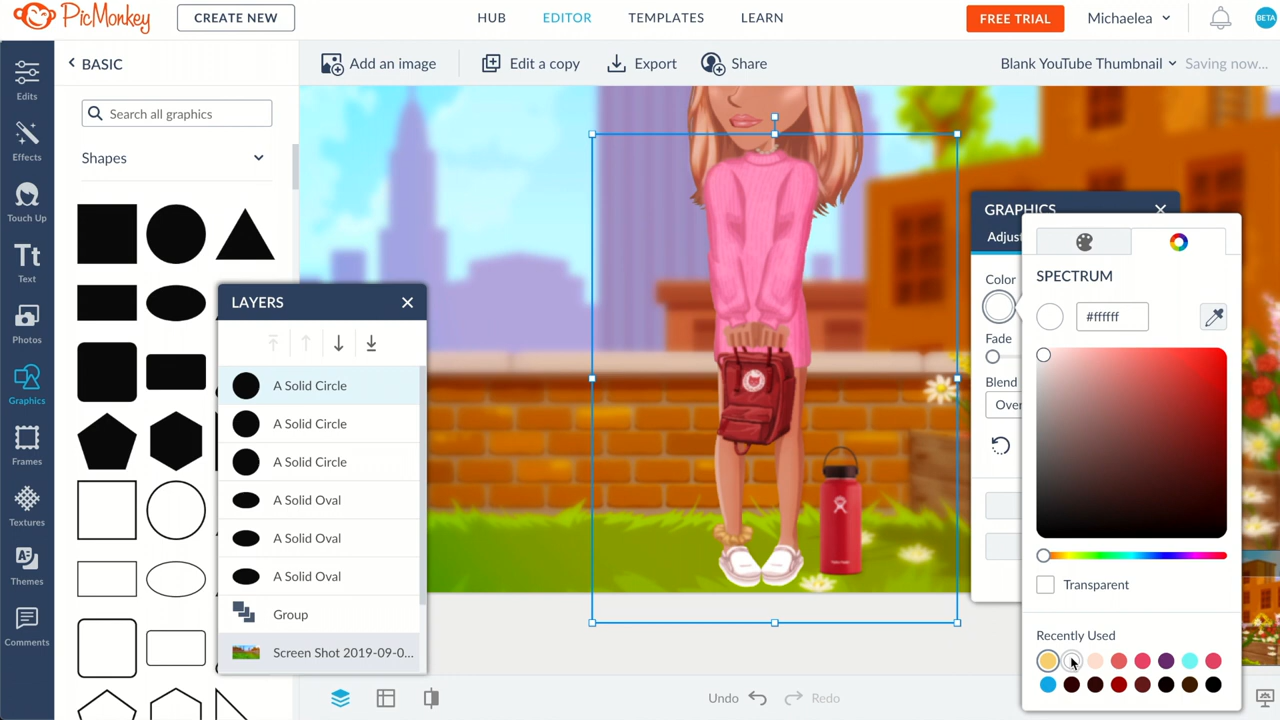 PicMonkey
CREATE NEW
HUB
EDITOR
TEMPLATES
LEARN
FREE TRIAL
Michaelea
BETA
BASIC
Add an image
Edit a copy
Export
Share
Blank YouTube Thumbnail
Saving now...
Edits
Effects
Touch Up
Tt
Text
Photos
Graphics
Frames
Textures
Aa
Themes
Comments
Search all graphics
Shapes
LAYERS
A Solid Circle
A Solid Circle
A Solid Circle
A Solid Oval
A Solid Oval
A Solid Oval
Group
Screen Shot 2019-09-0...
GRAPHICS
Adjus
Color
Fade
Blend
Over
SPECTRUM
#ffffff
Transparent
Recently Used
Undo
Redo